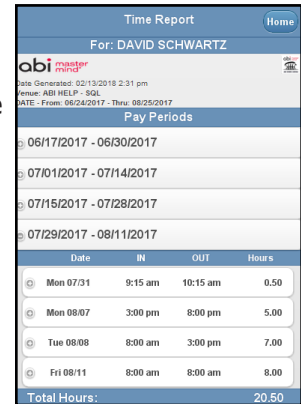 Time Report
Home
For: DAVID SCHWARTZ
abi master mind
Date Generated: 02/13/2018 2:31 pm
Venue: ABI HELP - SQL
DATE - From: 06/24/2017 - Thru: 08/25/2017
Pay Periods
06/17/2017 - 06/30/2017
07/01/2017 - 07/14/2017
07/15/2017 - 07/28/2017
07/29/2017 - 08/11/2017
Date IN OUT Hours
Mon 07/31 9:15 am 10:15 am 0.50
Mon 08/07 3:00 pm 8:00 pm 5.00
Tue 08/08 8:00 am 3:00 pm 7.00
Fri 08/11 8:00 am 8:00 am 8.00
Total Hours: 20.50